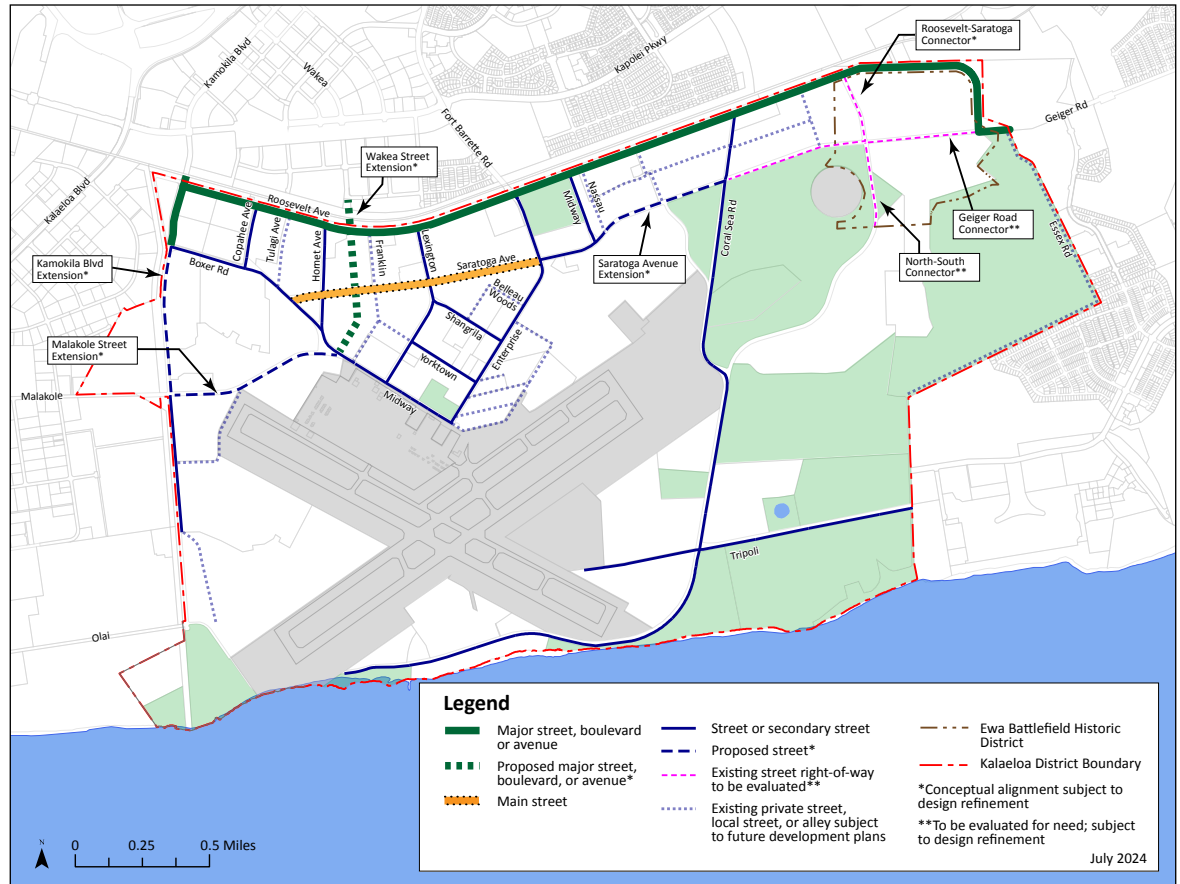 Roosevelt-Saratoga
Connector*
Kamokila Blvd
Wakea
Kapolei Pkwy
Fort Barrette Rd
Geiger Rd
Wakea Street
Extension*
Kalaeloa Blvd
Roosevelt Ave
Copahee Ave
Tulagi Ave
Hornet Ave
Franklin
Lexington
Midway
Nassau
Coral Sea Rd
Essex Rd
Geiger Road
Connector**
North-South
Connector**
Saratoga Avenue
Extension*
Saratoga Ave
Boxer Rd
Kamokila Blvd
Extension*
Belleau
Woods
Shangrila
Enterprise
Yorktown
Malakole Street
Extension*
Malakole
Midway
Tripoli
Olai
Legend
Major street, boulevard
or avenue
Proposed major street,
boulevard, or avenue*
Main street
Street or secondary street
Proposed street*
Existing street right-of-way
to be evaluated**
Existing private street,
local street, or alley subject
to future development plans
Ewa Battlefield Historic
District
Kalaeloa District Boundary
*Conceptual alignment subject to
design refinement
**To be evaluated for need; subject
to design refinement
July 2024
N
0 0.25 0.5 Miles